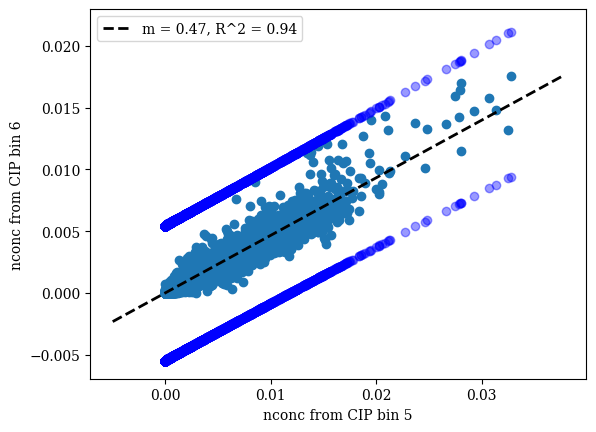 m = 0.47, R^2 = 0.94
nconc from CIP bin 6
0.020
0.015
0.010
0.005
0.000
−0.005
0.00 0.01 0.02 0.03
nconc from CIP bin 5